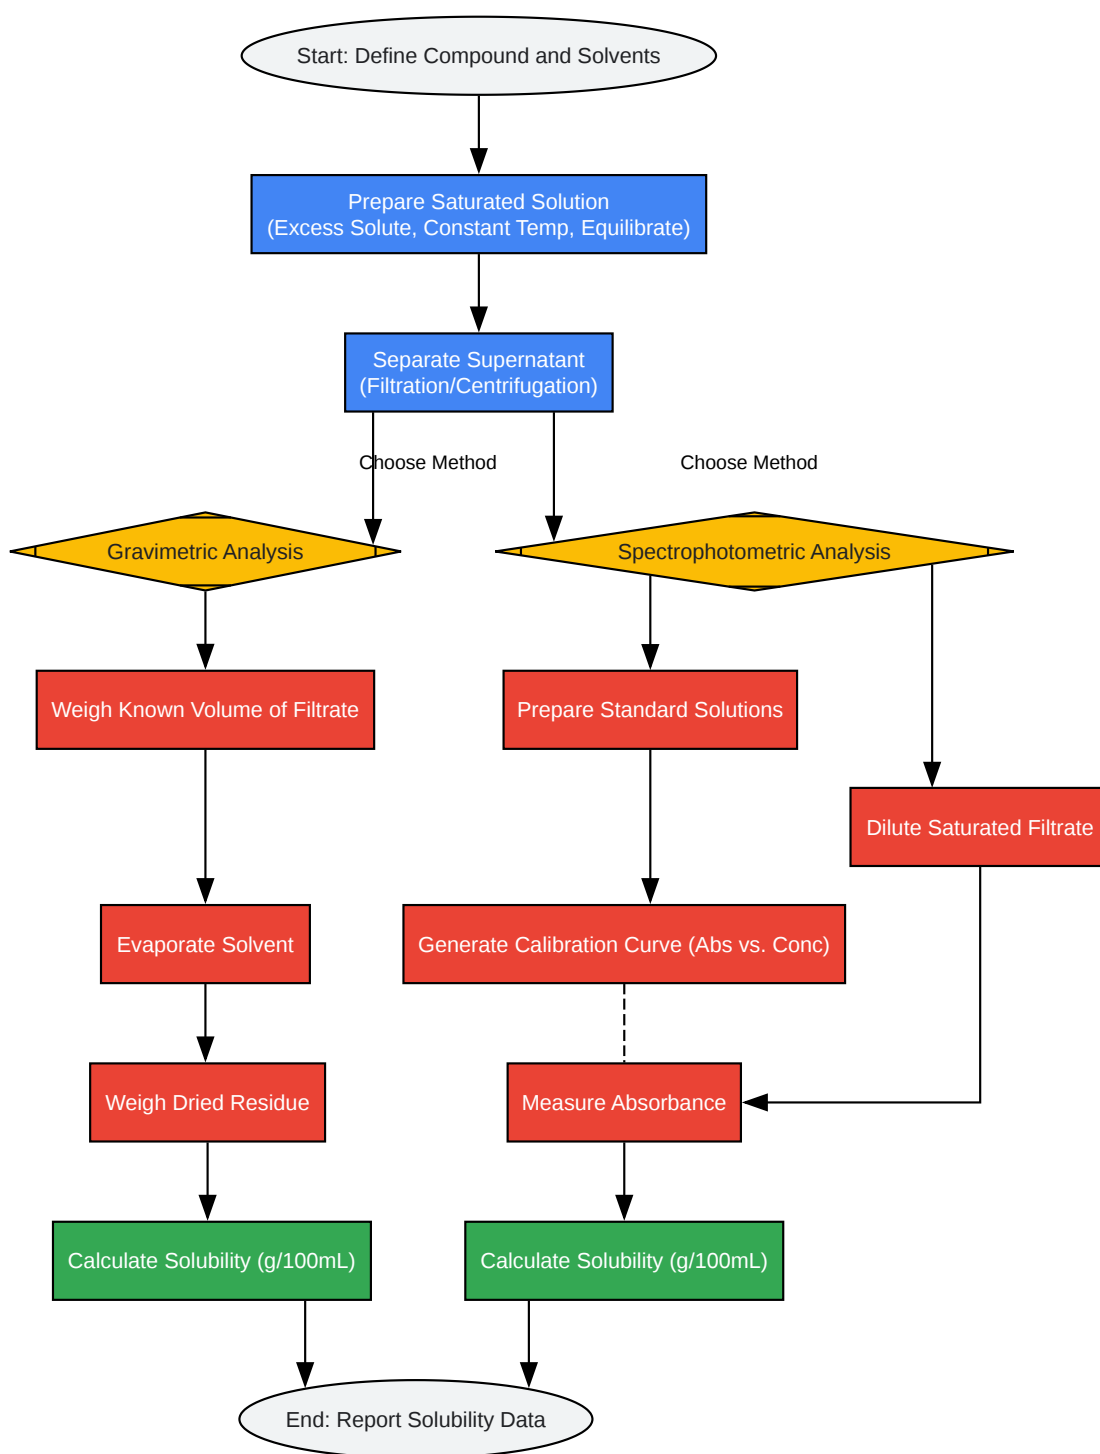 Start: Define Compound and Solvents
Prepare Saturated Solution
(Excess Solute, Constant Temp, Equilibrate)
Separate Supernatant
(Filtration/Centrifugation)
Choose Method
Choose Method
Gravimetric Analysis
Spectrophotometric Analysis
Weigh Known Volume of Filtrate
Prepare Standard Solutions
Dilute Saturated Filtrate
Evaporate Solvent
Generate Calibration Curve (Abs vs. Conc)
Weigh Dried Residue
Measure Absorbance
Calculate Solubility (g/100mL)
Calculate Solubility (g/100mL)
End: Report Solubility Data